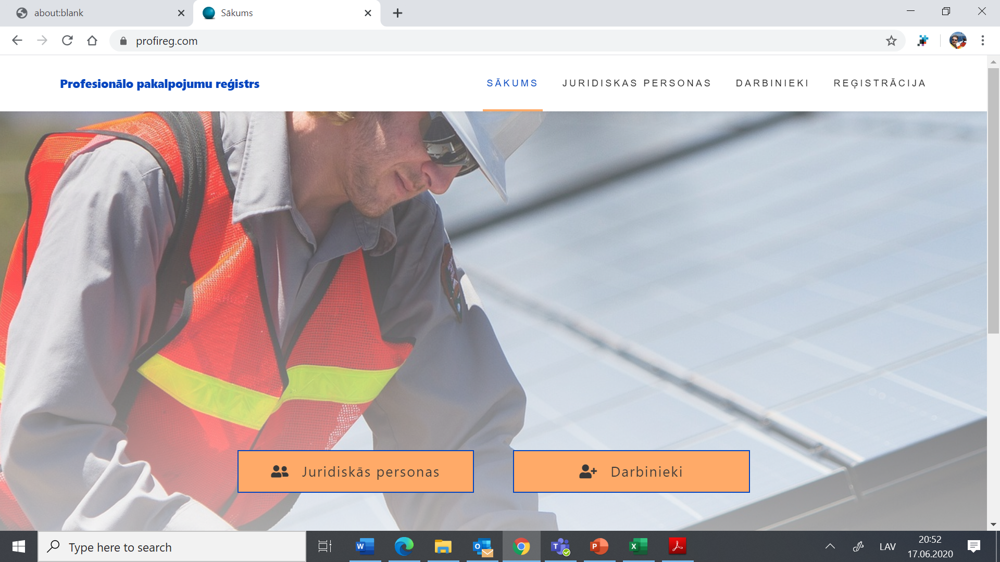 about:blank
Sākums
profireg.com
Profesionālo pakalpojumu reģistrs
SĀKUMS
JURIDISKAS PERSONAS
DARBINIEKI
REĢISTRĀCIJA
Juridiskās personas
Darbinieki
Type here to search
LAV
20:52
17.06.2020